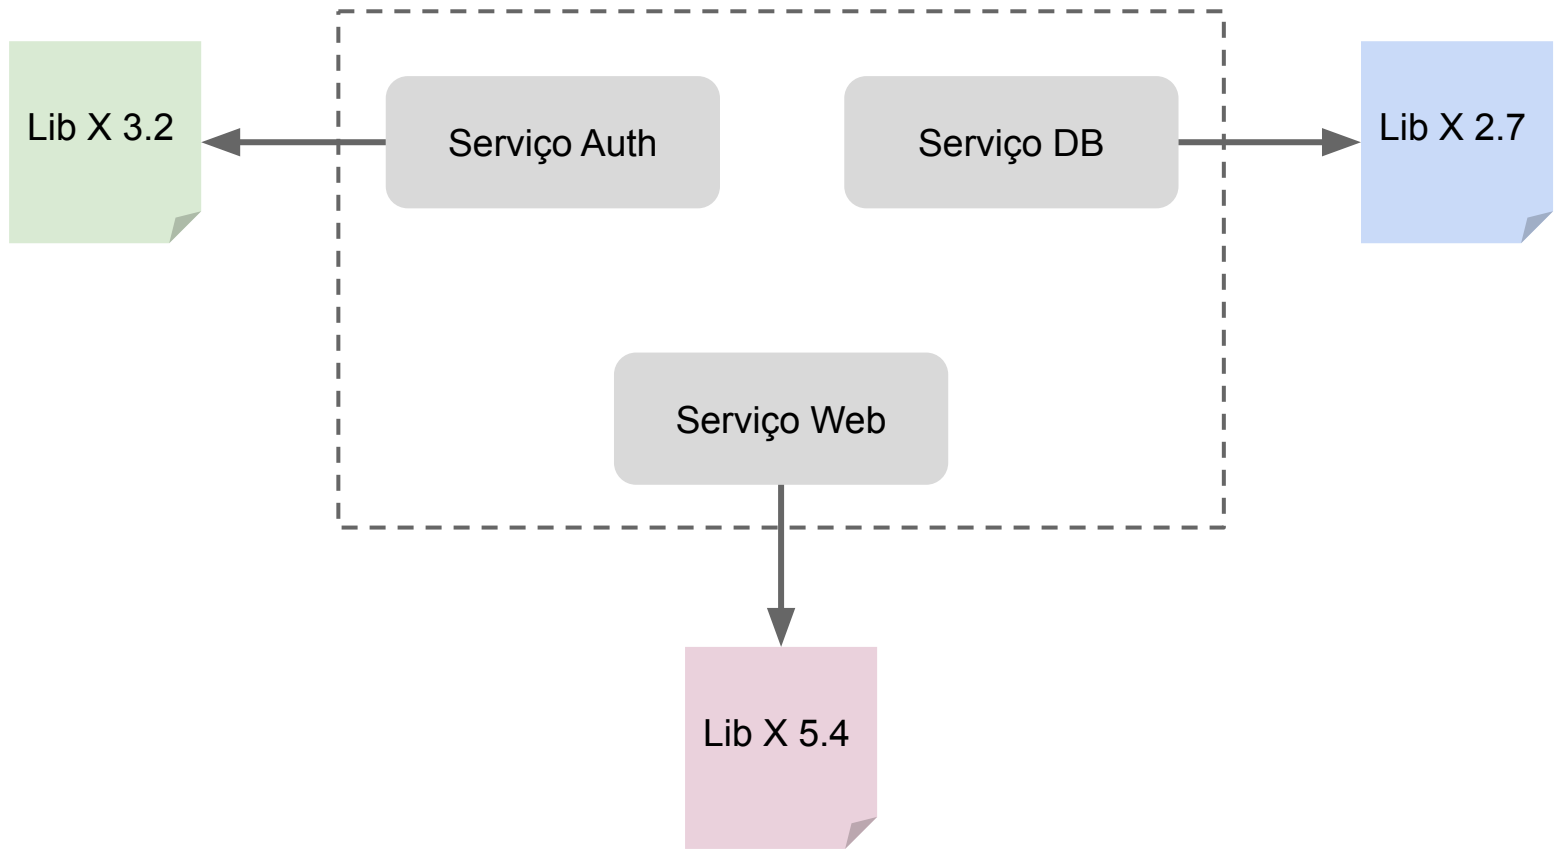 Lib X 3.2
Serviço Auth
Serviço DB
Lib X 2.7
Serviço Web
Lib X 5.4